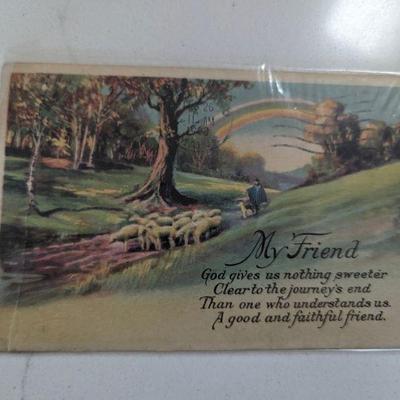 My Friend
God gives us nothing sweeter
Clear to the journey's end
Than one who understands us.
A good and faithful friend.